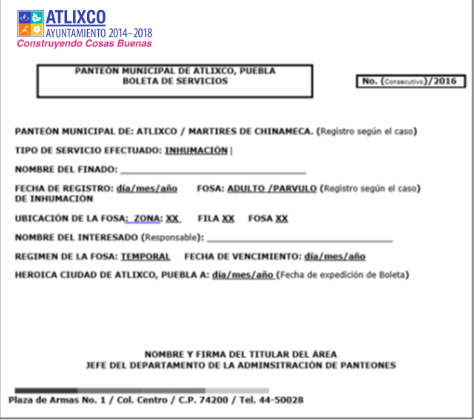 ATLIXCO
AYUNTAMIENTO 2014 - 2018
Construyendo Cosas Buenas
PANTEÓN MUNICIPAL DE ATLIXCO, PUEBLA
BOLETA DE SERVICIOS
No. (Consecutivo)/2016
PANTEÓN MUNICIPAL DE: ATLIXCO / MARTIRES DE CHINAMECA. (Registro según el caso)
TIPO DE SERVICIO EFECTUADO: INHUMACIÓN |
NOMBRE DEL FINADO: ____________________
FECHA DE REGISTRO: día/mes/año FOSA: ADULTO /PARVULO (Registro según el caso)
DE INHUMACIÓN
UBICACIÓN DE LA FOSA: ZONA: XX FILA XX FOSA XX
NOMBRE DEL INTERESADO (Responsable): ____________________
REGIMEN DE LA FOSA: TEMPORAL FECHA DE VENCIMIENTO: día/mes/año
HEROICA CIUDAD DE ATLIXCO, PUEBLA A: día/mes/año (Fecha de expedición de Boleta)
NOMBRE Y FIRMA DEL TITULAR DEL ÁREA
JEFE DEL DEPARTAMENTO DE LA ADMINSITRACIÓN DE PANTEONES
Plaza de Armas No. 1 / Col. Centro / C.P. 74200 / Tel. 44-50028